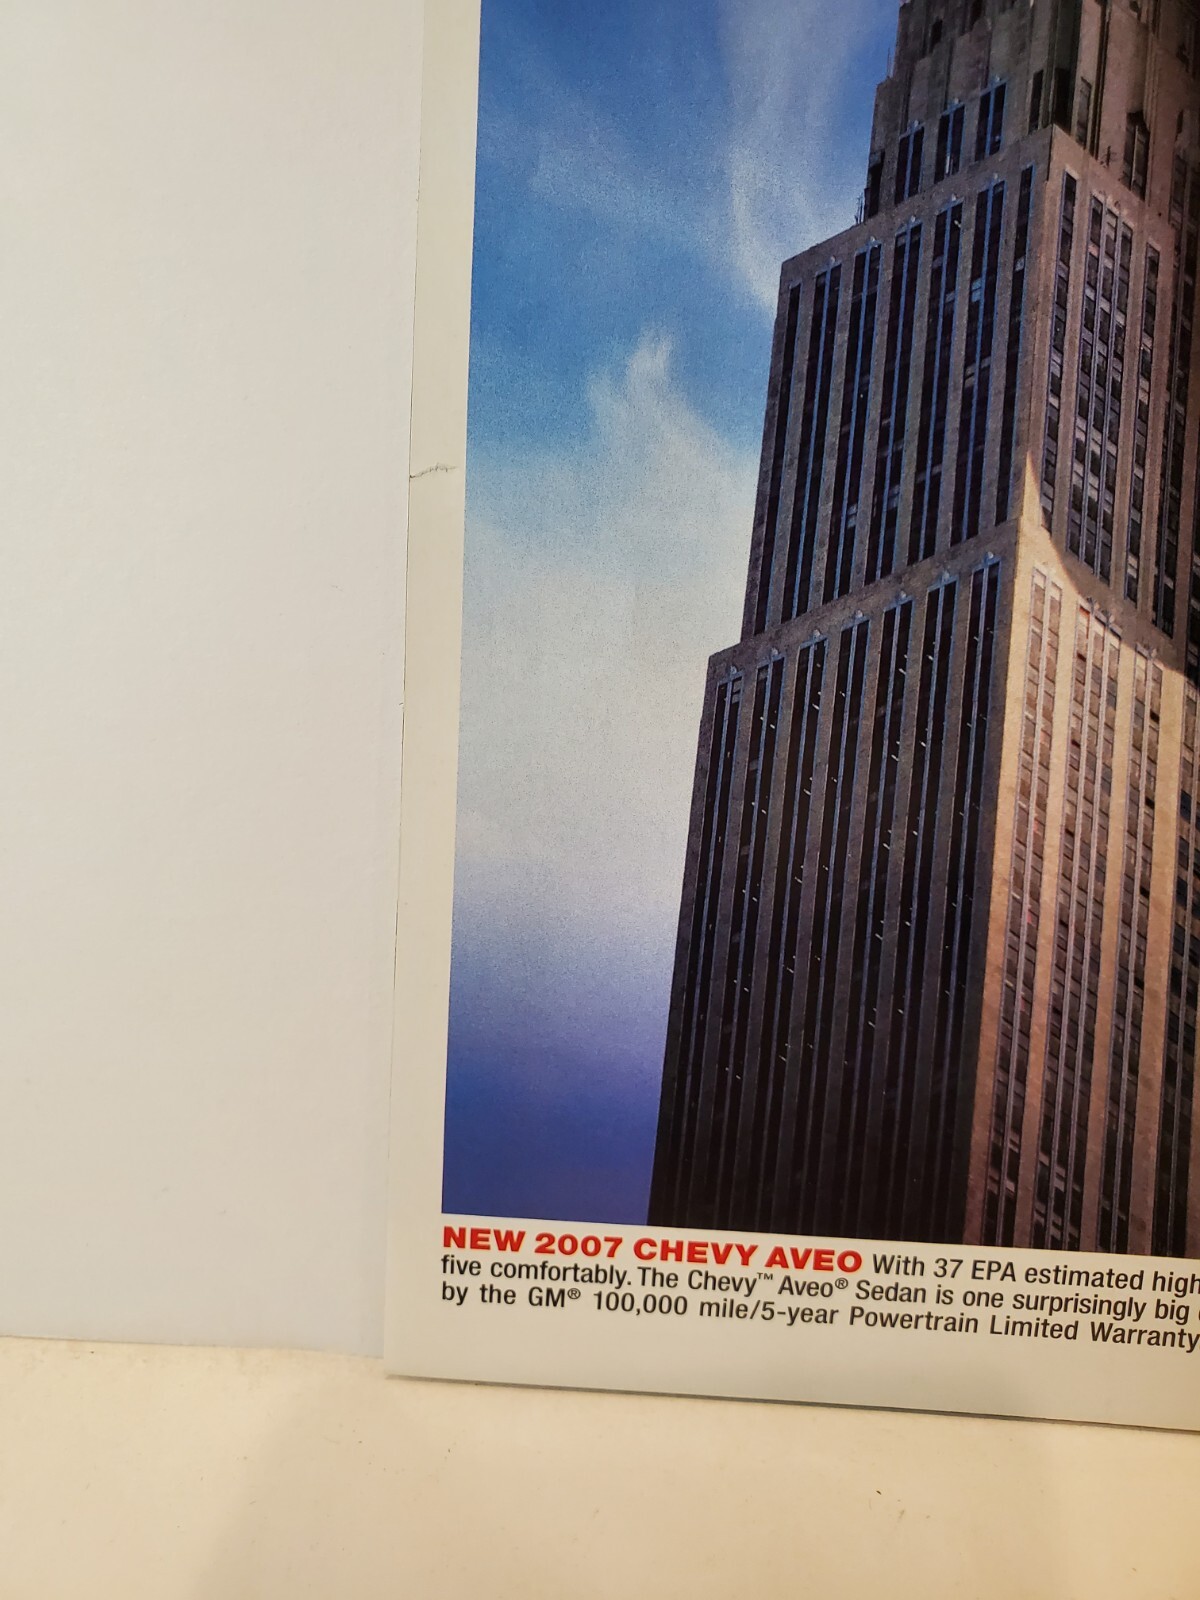 NEW 2007 CHEVY AVEO With 37 EPA estimated high
five comfortably. The Chevy™ Aveo® Sedan is one surprisingly big
by the GM® 100,000 mile/5-year Powertrain Limited Warranty